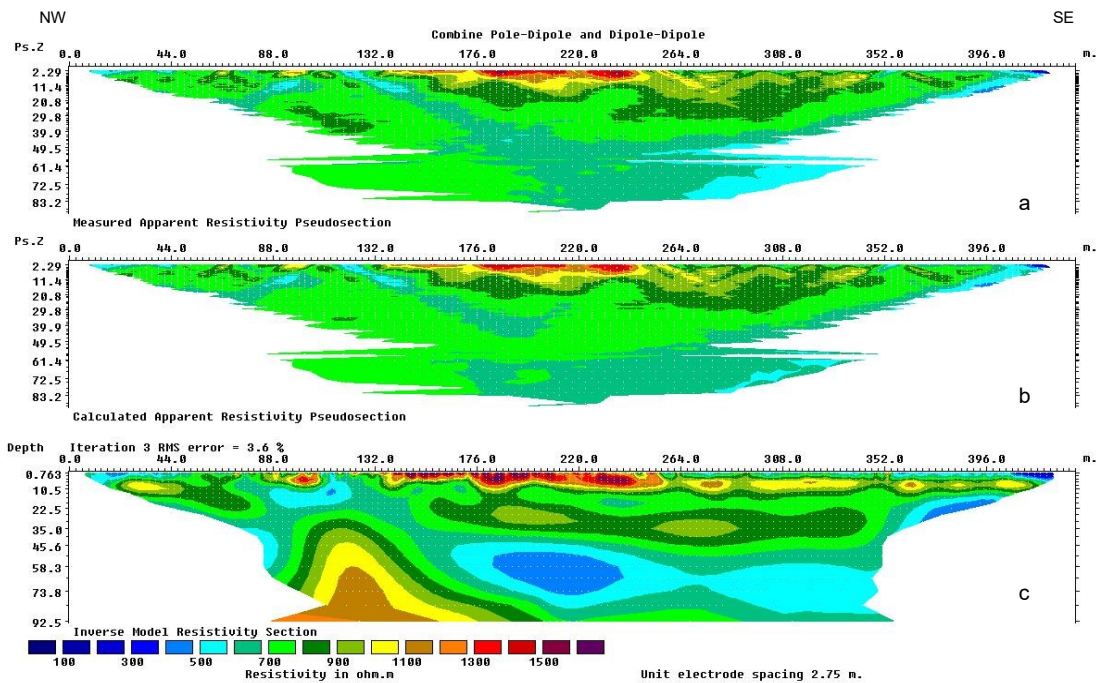 NW SE
Combine Pole-Dipole and Dipole-Dipole
Ps.Z 0.0 44.0 88.0 132.0 176.0 220.0 264.0 308.0 352.0 396.0 m.
2.29
11.4
20.8
29.8
39.9
49.5
61.4
72.5
83.2
a
Measured Apparent Resistivity Pseudosection
Ps.Z 0.0 44.0 88.0 132.0 176.0 220.0 264.0 308.0 352.0 396.0 m.
2.29
11.4
20.8
29.8
39.9
49.5
61.4
72.5
83.2
b
Calculated Apparent Resistivity Pseudosection
Depth Iteration 3 RMS error = 3.6 %
0.0 44.0 88.0 132.0 176.0 220.0 264.0 308.0 352.0 396.0 m.
0.763
10.5
22.5
35.0
45.6
58.3
73.8
92.5
c
Inverse Model Resistivity Section
100 300 500 700 900 1100 1300 1500
Resistivity in ohm.m Unit electrode spacing 2.75 m.